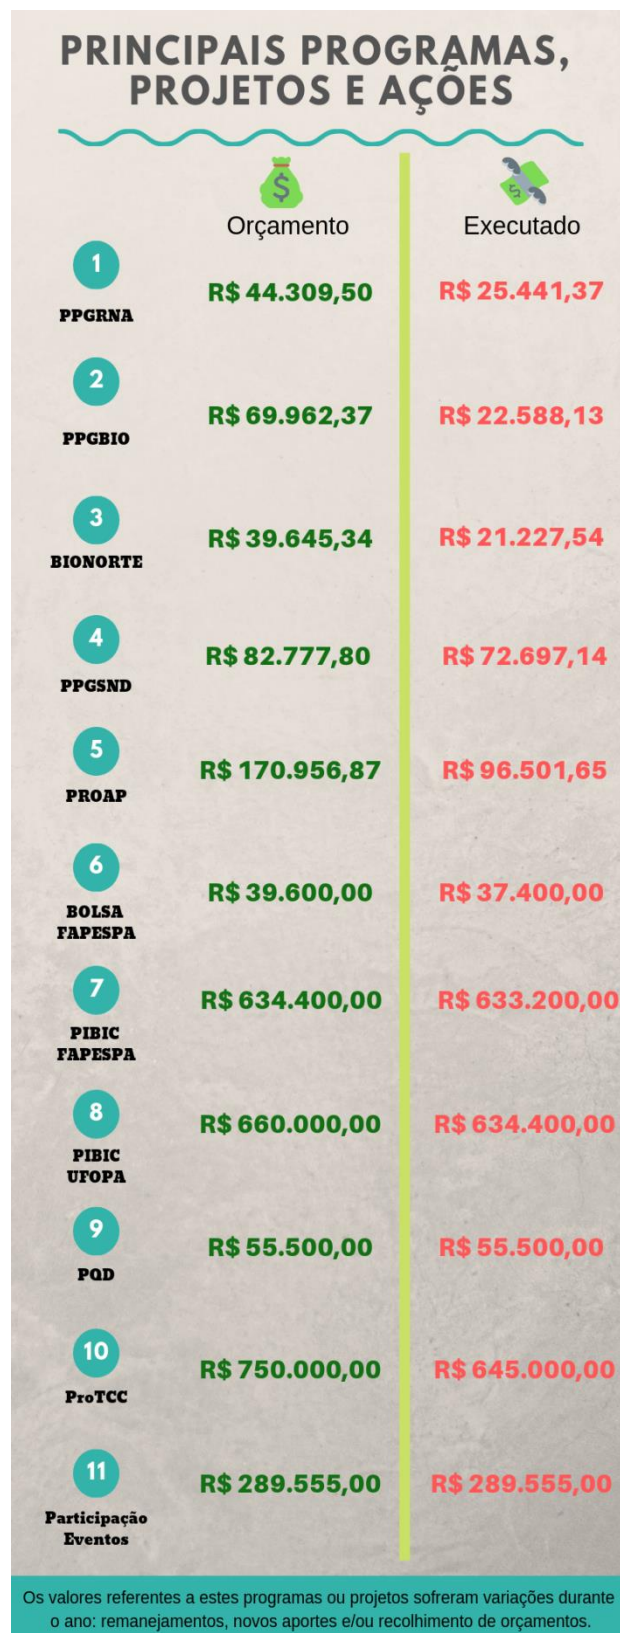 PRINCIPAIS PROGRAMAS,
PROJETOS E AÇÕES
Orçamento
Executado
1
PPGRNA
R$ 44.309,50
R$ 25.441,37
2
PPGBIO
R$ 69.962,37
R$ 22.588,13
3
BIONORTE
R$ 39.645,34
R$ 21.227,54
4
PPGSND
R$ 82.777,80
R$ 72.697,14
5
PROAP
R$ 170.956,87
R$ 96.501,65
6
BOLSA
FAPESPA
R$ 39.600,00
R$ 37.400,00
7
PIBIC
FAPESPA
R$ 634.400,00
R$ 633.200,00
8
PIBIC
UFOPA
R$ 660.000,00
R$ 634.400,00
9
PQD
R$ 55.500,00
R$ 55.500,00
10
ProTCC
R$ 750.000,00
R$ 645.000,00
11
Participação
Eventos
R$ 289.555,00
R$ 289.555,00
Os valores referentes a estes programas ou projetos sofreram variações durante
o ano: remanejamentos, novos aportes e/ou recolhimento de orçamentos.